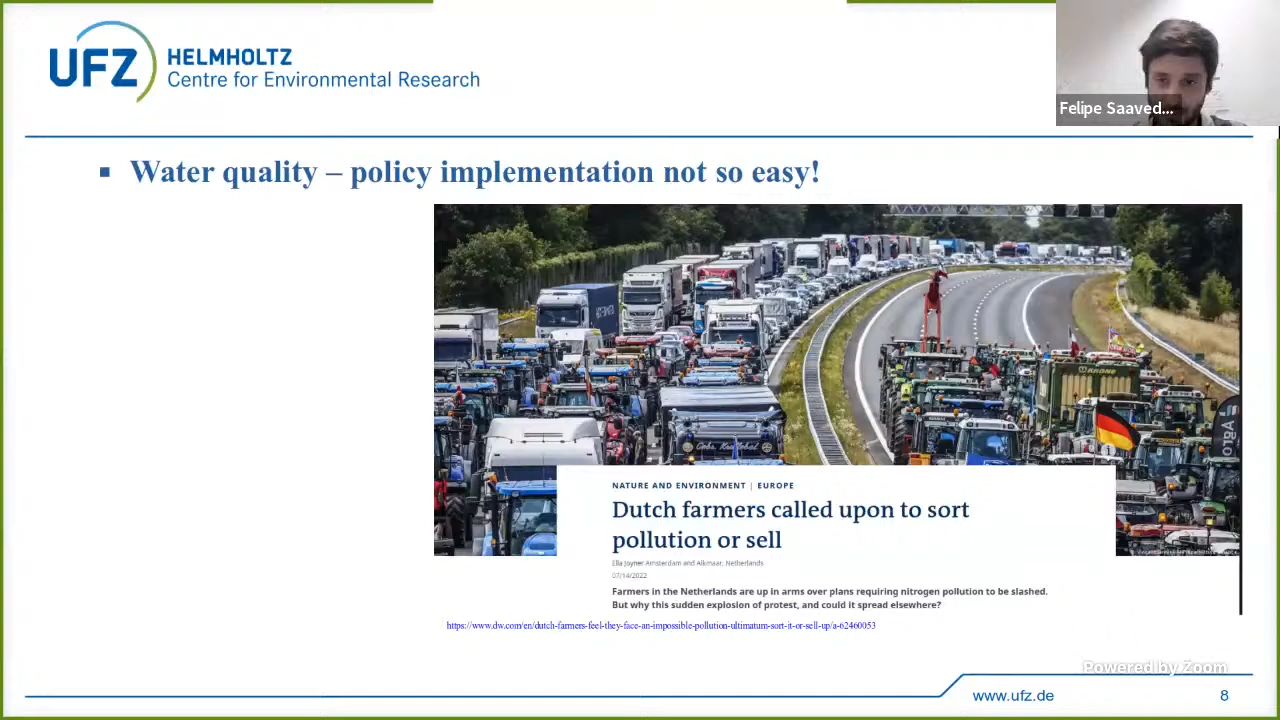 UFZ
HELMHOLTZ
Centre for Environmental Research
Felipe Saaved...
Water quality – policy implementation not so easy!
KRONE
NATURE AND ENVIRONMENT | EUROPE
Dutch farmers called upon to sort
pollution or sell
Ella Joyner Amsterdam and Alkmaar, Netherlands
07/14/2022
Farmers in the Netherlands are up in arms over plans requiring nitrogen pollution to be slashed.
But why this sudden explosion of protest, and could it spread elsewhere?
https://www.dw.com/en/dutch-farmers-feel-they-face-an-impossible-pollution-ultimatum-sort-it-or-sell-up/a-62460053
Powered by Zoom
www.ufz.de
8